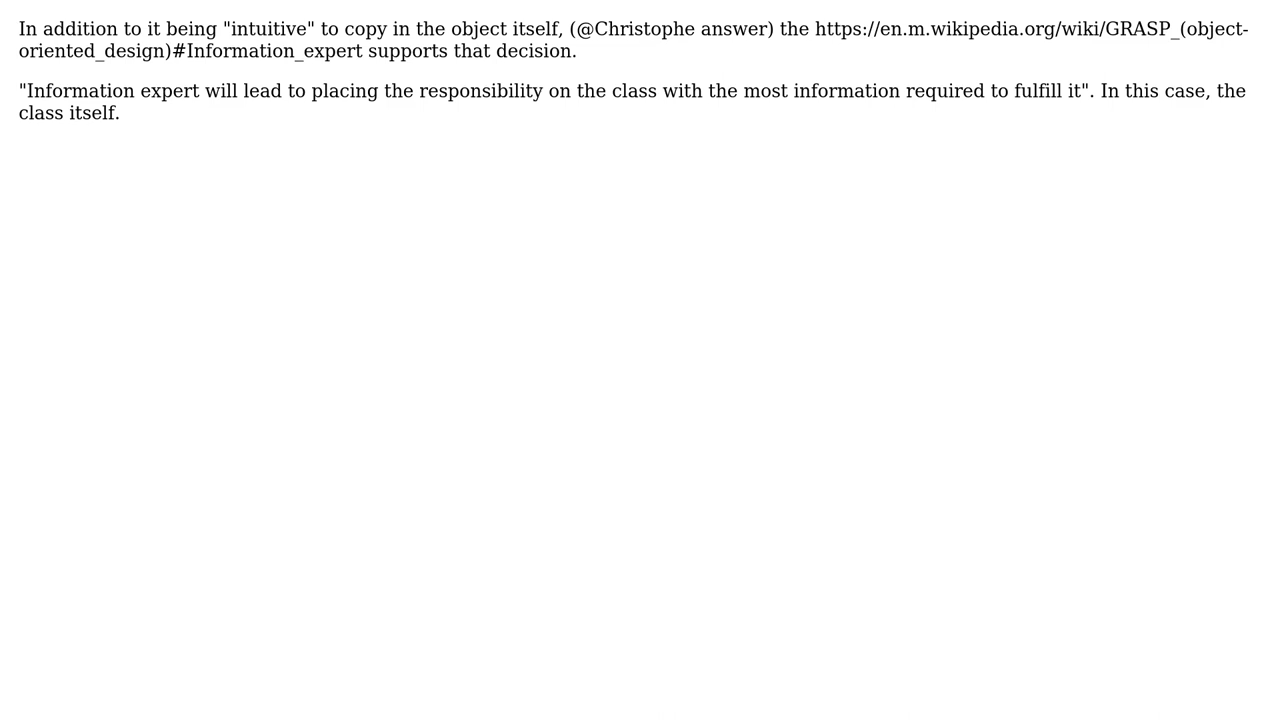 In addition to it being "intuitive" to copy in the object itself, (@Christophe answer) the https://en.m.wikipedia.org/wiki/GRASP_(object-
oriented_design)#Information_expert supports that decision.
"Information expert will lead to placing the responsibility on the class with the most information required to fulfill it". In this case, the
class itself.